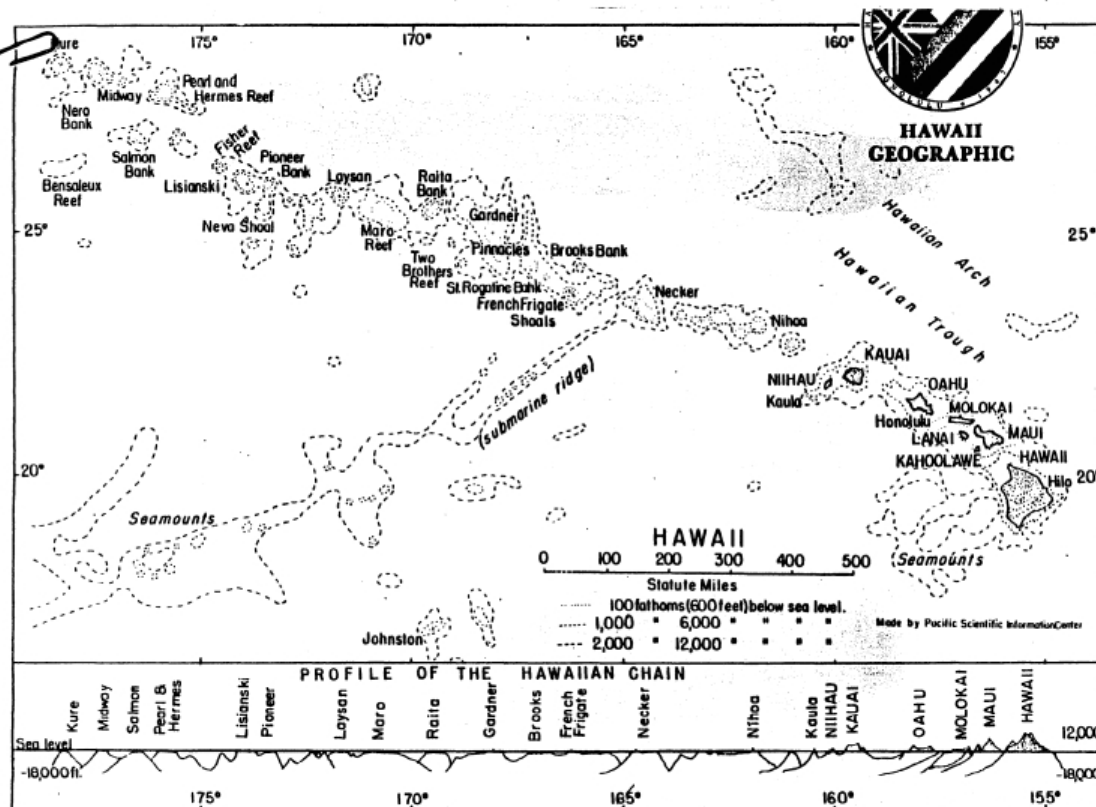 175°
170°
165°
160°
155°
HONOLULU
HAWAII
GEOGRAPHIC
Kure
Midway
Pearl and
Hermes Reef
Nero
Bank
Salmon
Bank
Bensaleux
Reef
Fisher
Reef
Lisianski
Pioneer
Bank
Neva Shoal
Laysan
Maro
Reef
Raita
Bank
Gardner
Pinnacles
Two
Brothers
Reef
St. Rogatine Bank
Brooks Bank
French Frigate
Shoals
Necker
Nihoa
Hawaiian Arch
Hawaiian Trough
25°
25°
(submarine ridge)
KAUAI
NIIHAU
Kaula
OAHU
Honolulu
MOLOKAI
LANAI
MAUI
KAHOOLAWE
HAWAII
Hilo
20°
20°
Seamounts
Seamounts
Johnston
HAWAII
0 100 200 300 400 500
Statute Miles
100 fathoms (600 feet) below sea level.
1,000 " 6,000 " " " "
2,000 " 12,000 " " " "
Made by Pacific Scientific InformationCenter
PROFILE OF THE HAWAIIAN CHAIN
Kure
Midway
Salmon
Pearl &
Hermes
Lisianski
Pioneer
Laysan
Maro
Raita
Gardner
Brooks
French
Frigate
Necker
Nihoa
Kaula
NIIHAU
KAUAI
OAHU
MOLOKAI
MAUI
HAWAII
Sea level
-18,000 ft.
12,000
-18,000
175°
170°
165°
160°
155°